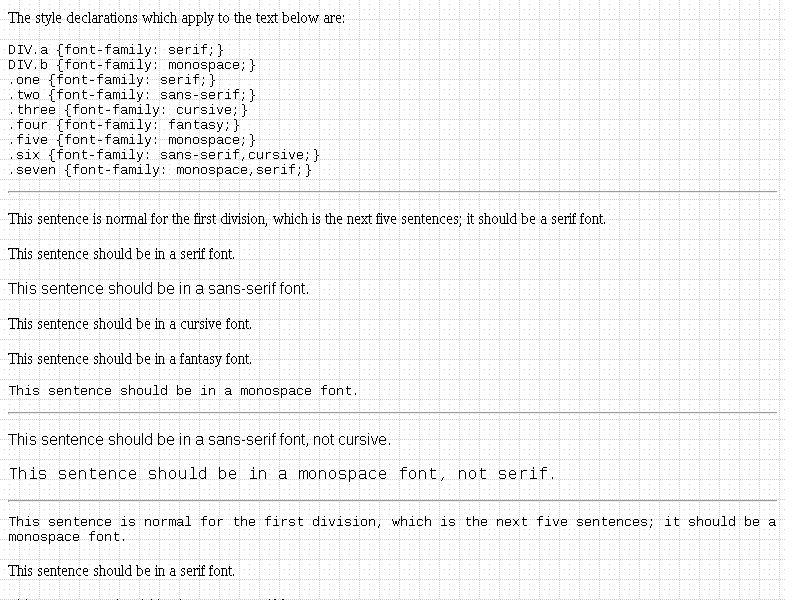 The style declarations which apply to the text below are:
DIV.a {font-family: serif;}
DIV.b {font-family: monospace;}
.one {font-family: serif;}
.two {font-family: sans-serif;}
.three {font-family: cursive;}
.four {font-family: fantasy;}
.five {font-family: monospace;}
.six {font-family: sans-serif,cursive;}
.seven {font-family: monospace,serif;}
This sentence is normal for the first division, which is the next five sentences; it should be a serif font.
This sentence should be in a serif font.
This sentence should be in a sans-serif font.
This sentence should be in a cursive font.
This sentence should be in a fantasy font.
This sentence should be in a monospace font.
This sentence should be in a sans-serif font, not cursive.
This sentence should be in a monospace font, not serif.
This sentence is normal for the first division, which is the next five sentences; it should be a
monospace font.
This sentence should be in a serif font.